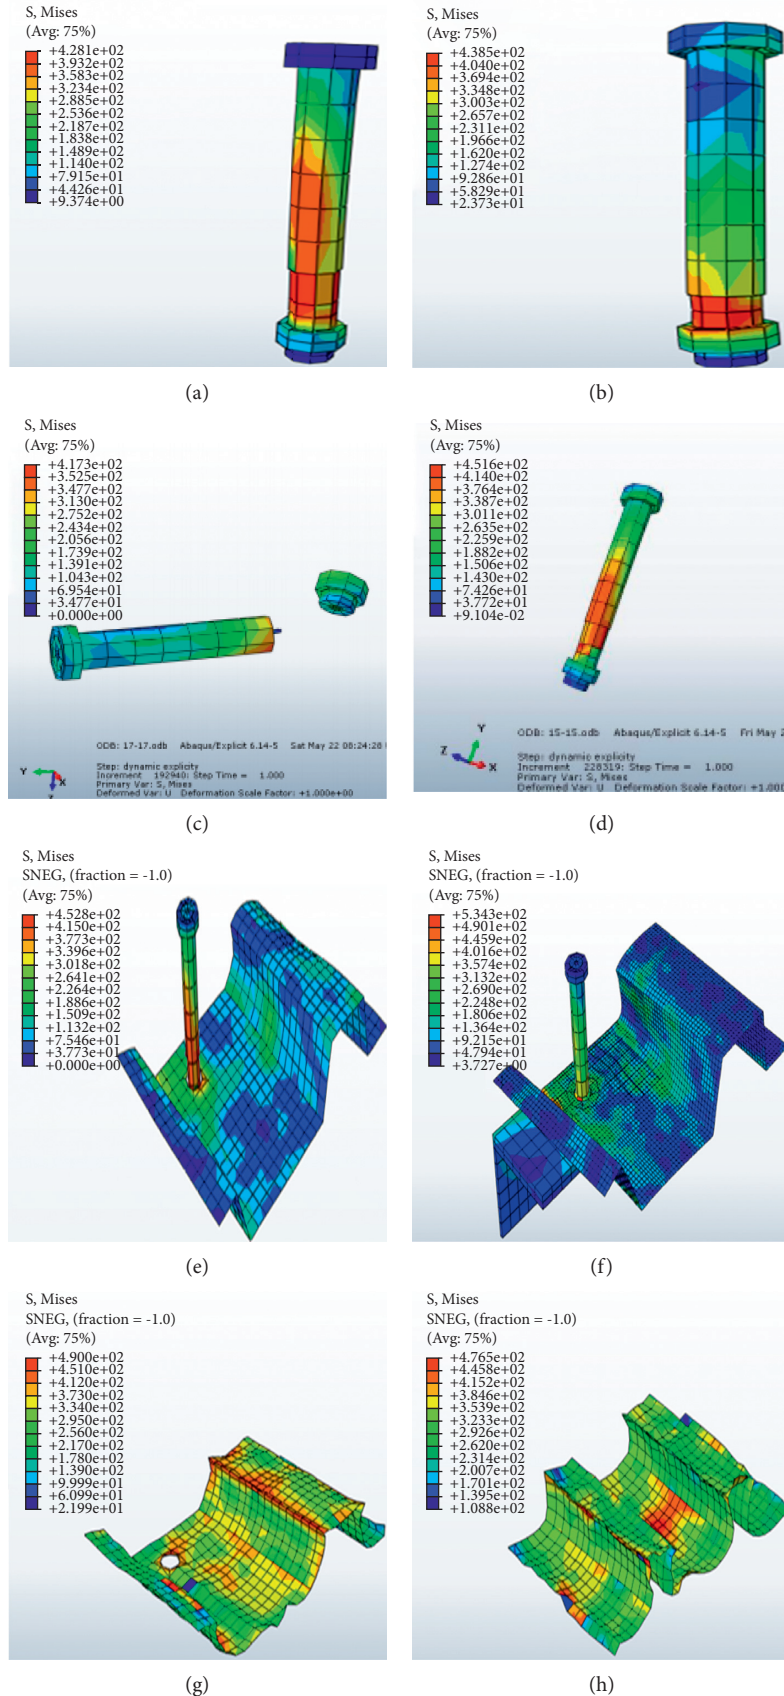 S, Mises
(Avg: 75%)
+4.281e+02
+3.932e+02
+3.583e+02
+3.234e+02
+2.885e+02
+2.536e+02
+2.187e+02
+1.838e+02
+1.489e+02
+1.140e+02
+7.915e+01
+4.426e+01
+9.374e+00
(a)
S, Mises
(Avg: 75%)
+4.385e+02
+4.040e+02
+3.694e+02
+3.348e+02
+3.003e+02
+2.657e+02
+2.311e+02
+1.966e+02
+1.620e+02
+1.274e+02
+9.286e+01
+5.829e+01
+2.373e+01
(b)
S, Mises
(Avg: 75%)
+4.173e+02
+3.525e+02
+3.477e+02
+3.130e+02
+2.752e+02
+2.434e+02
+2.056e+02
+1.739e+02
+1.391e+02
+1.043e+02
+6.954e+01
+3.477e+01
+0.000e+00
ODB: 17-17.odb Abaqus/Explicit 6.14-5 Sat May 22 08:24:28
Step: dynamic explicity
Increment 192940: Step Time = 1.000
Primary Var: S, Mises
Deformed Var: U Deformation Scale Factor: +1.000e+00
Y
X
Z
(c)
S, Mises
(Avg: 75%)
+4.516e+02
+4.140e+02
+3.764e+02
+3.387e+02
+3.011e+02
+2.635e+02
+2.259e+02
+1.882e+02
+1.506e+02
+1.430e+02
+7.426e+01
+3.772e+01
+9.104e-02
Y
Z
X
ODB: 15-15.odb Abaqus/Explicit 6.14-5 Fri May 2
Step: dynamic explicity
Increment 228319: Step Time = 1.000
Primary Var: S, Mises
Deformed Var: U Deformation Scale Factor: +1.000
(d)
S, Mises
SNEG, (fraction = -1.0)
(Avg: 75%)
+4.528e+02
+4.150e+02
+3.773e+02
+3.396e+02
+3.018e+02
+2.641e+02
+2.264e+02
+1.886e+02
+1.509e+02
+1.132e+02
+7.546e+01
+3.773e+01
+0.000e+00
(e)
S, Mises
SNEG, (fraction = -1.0)
(Avg: 75%)
+5.343e+02
+4.901e+02
+4.459e+02
+4.016e+02
+3.574e+02
+3.132e+02
+2.690e+02
+2.248e+02
+1.806e+02
+1.364e+02
+9.215e+01
+4.794e+01
+3.727e+00
(f)
S, Mises
SNEG, (fraction = -1.0)
(Avg: 75%)
+4.900e+02
+4.510e+02
+4.120e+02
+3.730e+02
+3.340e+02
+2.950e+02
+2.560e+02
+2.170e+02
+1.780e+02
+1.390e+02
+9.999e+01
+6.099e+01
+2.199e+01
(g)
S, Mises
SNEG, (fraction = -1.0)
(Avg: 75%)
+4.765e+02
+4.458e+02
+4.152e+02
+3.846e+02
+3.539e+02
+3.233e+02
+2.926e+02
+2.620e+02
+2.314e+02
+2.007e+02
+1.701e+02
+1.395e+02
+1.088e+02
(h)